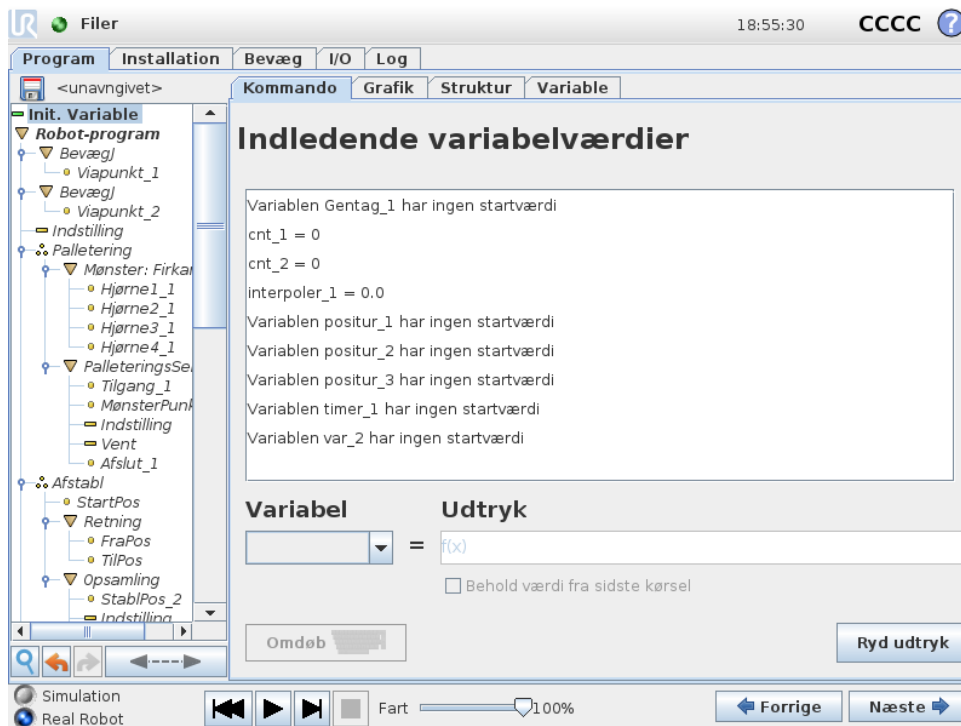 UR Filer 18:55:30 CCCC ?
Program Installation Bevæg I/O Log
<unavngivet>
Kommando Grafik Struktur Variable
Init. Variable
Robot-program
BevægJ
Viapunkt_1
BevægJ
Viapunkt_2
Indstilling
Palletering
Mønster: Firkan
Hjørne1_1
Hjørne2_1
Hjørne3_1
Hjørne4_1
PalleteringsSe
Tilgang_1
MønsterPunk
Indstilling
Vent
Afslut_1
Afstabl
StartPos
Retning
FraPos
TilPos
Opsamling
StablPos_2
Indstilling
Indledende variabelværdier
Variablen Gentag_1 har ingen startværdi
cnt_1 = 0
cnt_2 = 0
interpoler_1 = 0.0
Variablen positur_1 har ingen startværdi
Variablen positur_2 har ingen startværdi
Variablen positur_3 har ingen startværdi
Variablen timer_1 har ingen startværdi
Variablen var_2 har ingen startværdi
Variabel Udtryk
= f(x)
Behold værdi fra sidste kørsel
Omdøb Ryd udtryk
Simulation
Real Robot
Fart 100% Forrige Næste